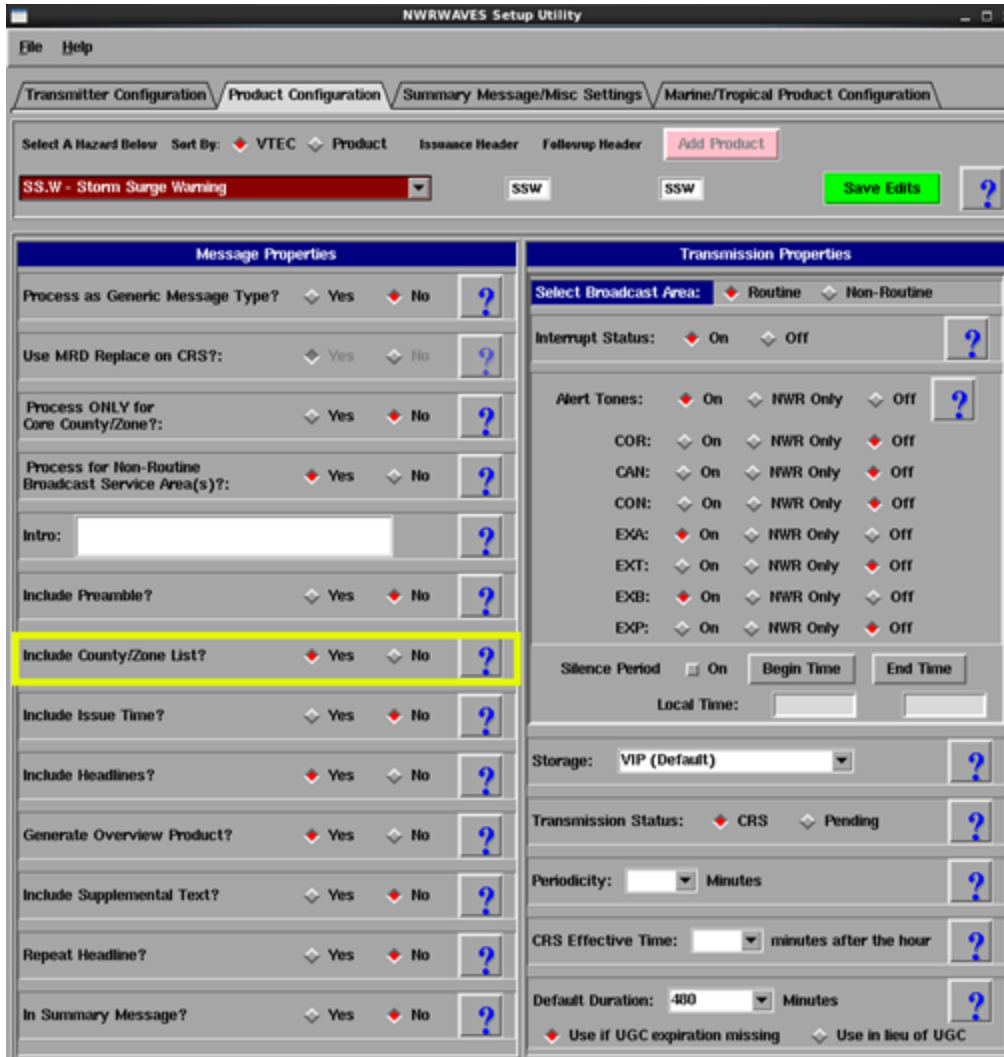 NWRWAVES Setup Utility
File Help
Transmitter Configuration Product Configuration Summary Message/Misc Settings Marine/Tropical Product Configuration
Select A Hazard Below Sort By: VTEC Product Issuance Header Followup Header Add Product
SS.W - Storm Surge Warning SSW SSW Save Edits ?
Message Properties
Process as Generic Message Type? Yes No ?
Use MRD Replace on CRS?: Yes No ?
Process ONLY for
Core County/Zone?: Yes No ?
Process for Non-Routine
Broadcast Service Area(s)?: Yes No ?
Intro: ?
Include Preamble? Yes No ?
Include County/Zone List? Yes No ?
Include Issue Time? Yes No ?
Include Headlines? Yes No ?
Generate Overview Product? Yes No ?
Include Supplemental Text? Yes No ?
Repeat Headline? Yes No ?
In Summary Message? Yes No ?
Transmission Properties
Select Broadcast Area: Routine Non-Routine
Interrupt Status: On Off ?
Alert Tones: On NWR Only Off ?
COR: On NWR Only Off
CAN: On NWR Only Off
CON: On NWR Only Off
EXA: On NWR Only Off
EXT: On NWR Only Off
EXB: On NWR Only Off
EXP: On NWR Only Off
Silence Period On Begin Time End Time
Local Time:
Storage: VIP (Default) ?
Transmission Status: CRS Pending ?
Periodicity: Minutes ?
CRS Effective Time: minutes after the hour ?
Default Duration: 480 Minutes ?
Use if UGC expiration missing Use in lieu of UGC